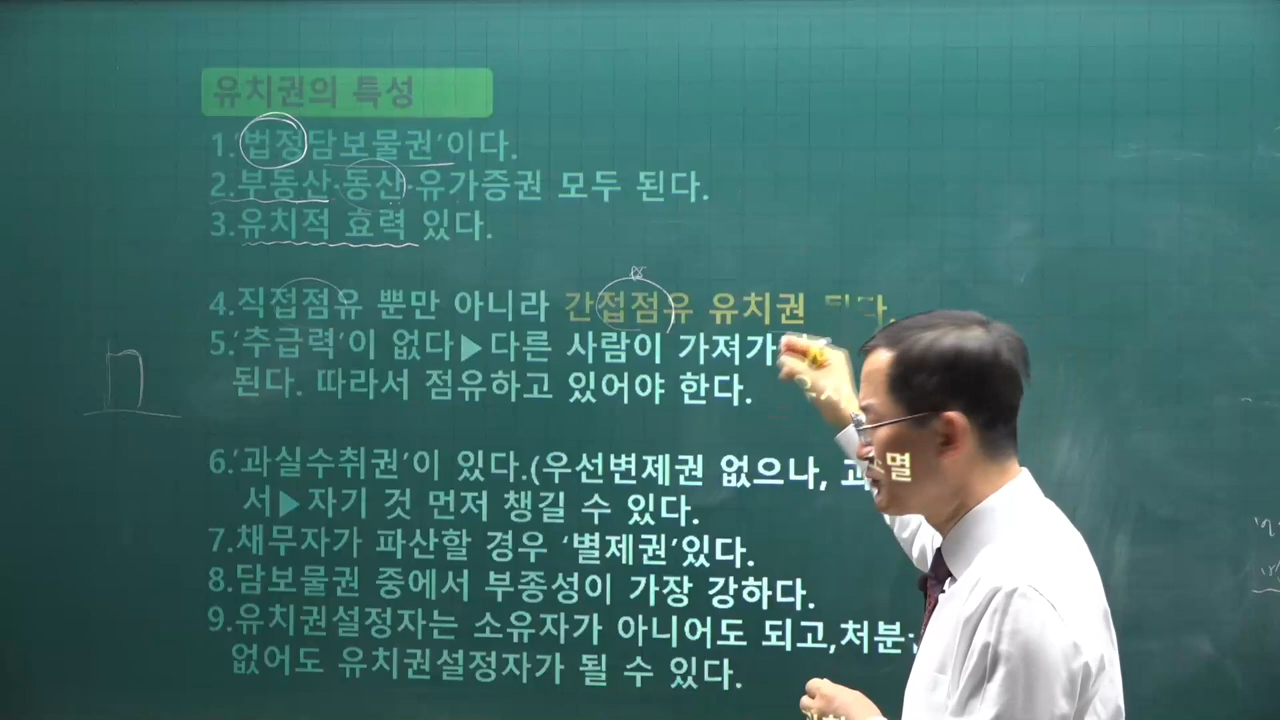 유치권의 특성
1.'법정담보물권'이다.
2.부동산·동산·유가증권 모두 된다.
3.유치적 효력 있다.
4.직접점유 뿐만 아니라 간접점유 유치권 된다.
5.'추급력'이 없다▶다른 사람이 가져가
된다. 따라서 점유하고 있어야 한다.
6.'과실수취권'이 있다.(우선변제권 없으나, 멸
서▶자기 것 먼저 챙길 수 있다.
7.채무자가 파산할 경우 '별제권'있다.
8.담보물권 중에서 부종성이 가장 강하다.
9.유치권설정자는 소유자가 아니어도 되고,처분
없어도 유치권설정자가 될 수 있다.